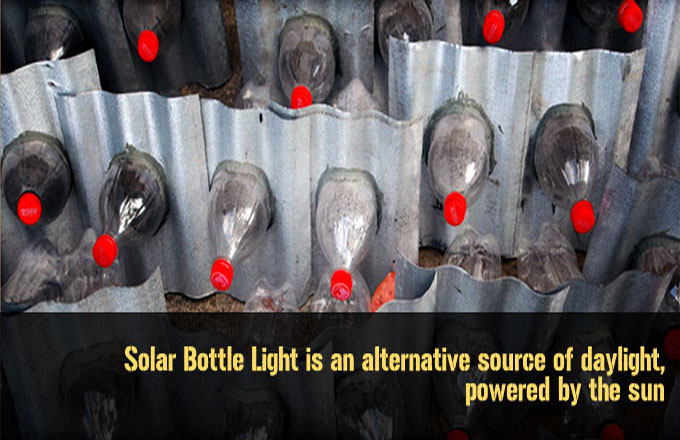 Solar Bottle Light is an alternative source of daylight,
powered by the sun